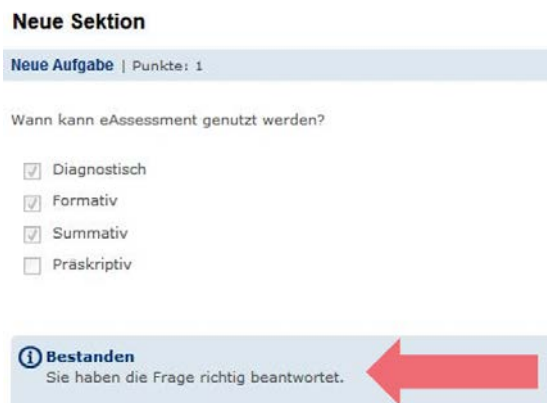 Neue Sektion
Neue Aufgabe | Punkte: 1
Wann kann eAssessment genutzt werden?
Diagnostisch
Formativ
Summativ
Präskriptiv
Bestanden
Sie haben die Frage richtig beantwortet.